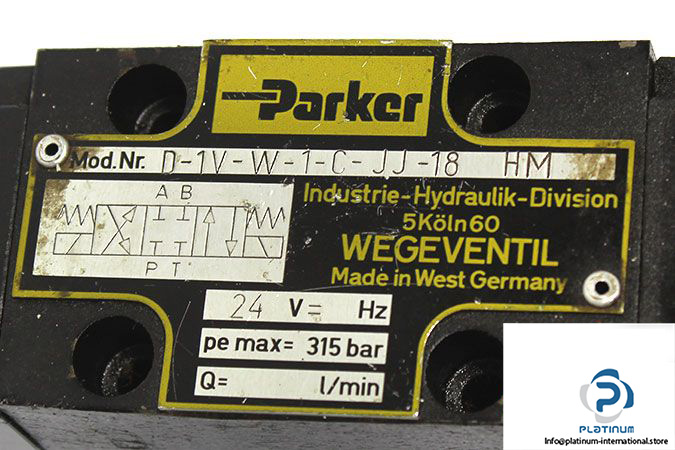 Parker
Mod.Nr. D-1V-W-1-C-JJ-18 HM
A B
P T
Industrie-Hydraulik-Division
5Köln60
WEGEVENTIL
Made in West Germany
24 V= Hz
pe max= 315 bar
Q= l/min
PLATINUM
Info@platinum-international.store